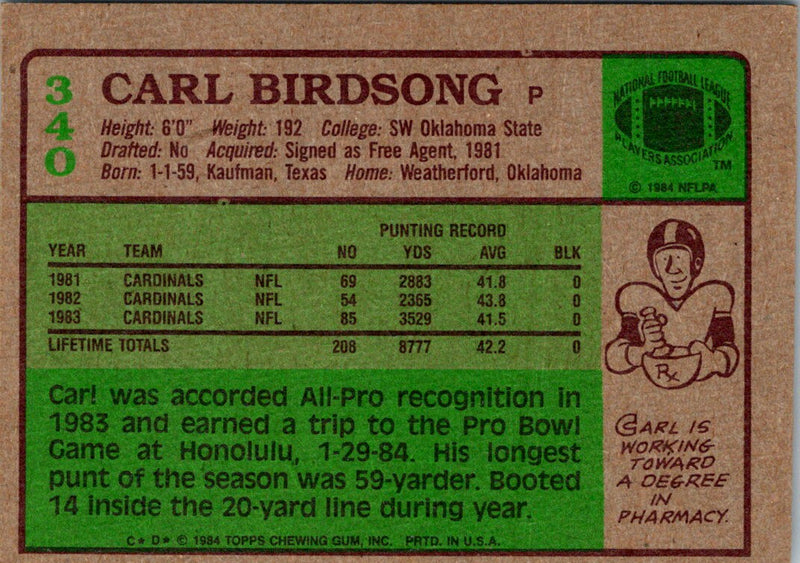 340
CARL BIRDSONG P
Height: 6'0" Weight: 192 College: SW Oklahoma State
Drafted: No Acquired: Signed as Free Agent, 1981
Born: 1-1-59, Kaufman, Texas Home: Weatherford, Oklahoma
NATIONAL FOOTBALL LEAGUE
PLAYERS ASSOCIATION
TM
© 1984 NFLPA
PUNTING RECORD
YEAR TEAM NO YDS AVG BLK
1981 CARDINALS NFL 69 2883 41.8 0
1982 CARDINALS NFL 54 2365 43.8 0
1983 CARDINALS NFL 85 3529 41.5 0
LIFETIME TOTALS 208 8777 42.2 0
Carl was accorded All-Pro recognition in
1983 and earned a trip to the Pro Bowl
Game at Honolulu, 1-29-84. His longest
punt of the season was 59-yarder. Booted
14 inside the 20-yard line during year.
Rx
CARL IS
WORKING
TOWARD
A DEGREE
IN
PHARMACY.
C* D* © 1984 TOPPS CHEWING GUM, INC. PRTD. IN U.S.A.